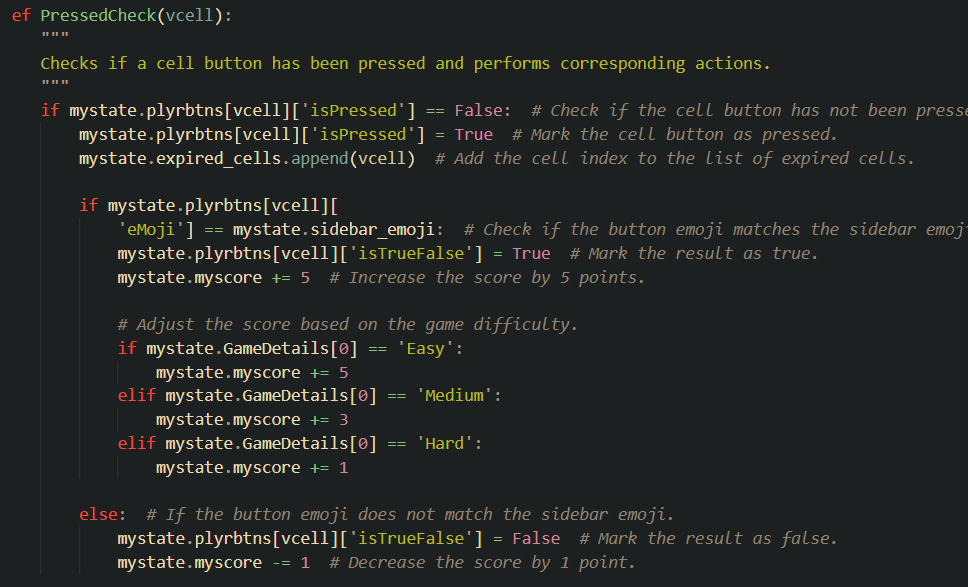 ef PressedCheck(vcell):
"""
Checks if a cell button has been pressed and performs corresponding actions.
"""
if mystate.plyrbtns[vcell]['isPressed'] == False:  # Check if the cell button has not been presse
mystate.plyrbtns[vcell]['isPressed'] = True  # Mark the cell button as pressed.
mystate.expired_cells.append(vcell)  # Add the cell index to the list of expired cells.
if mystate.plyrbtns[vcell][
'eMoji'] == mystate.sidebar_emoji:  # Check if the button emoji matches the sidebar emoj
mystate.plyrbtns[vcell]['isTrueFalse'] = True  # Mark the result as true.
mystate.myscore += 5  # Increase the score by 5 points.
# Adjust the score based on the game difficulty.
if mystate.GameDetails[0] == 'Easy':
mystate.myscore += 5
elif mystate.GameDetails[0] == 'Medium':
mystate.myscore += 3
elif mystate.GameDetails[0] == 'Hard':
mystate.myscore += 1
else:  # If the button emoji does not match the sidebar emoji.
mystate.plyrbtns[vcell]['isTrueFalse'] = False  # Mark the result as false.
mystate.myscore -= 1  # Decrease the score by 1 point.